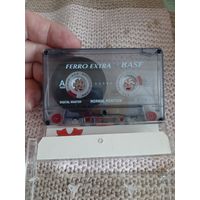 FERRO EXTRA BASF
A
DIGITAL MASTER NORMAL POSITION